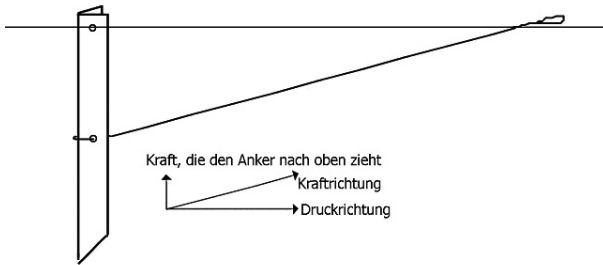 Kraft, die den Anker nach oben zieht
Kraftrichtung
Druckrichtung